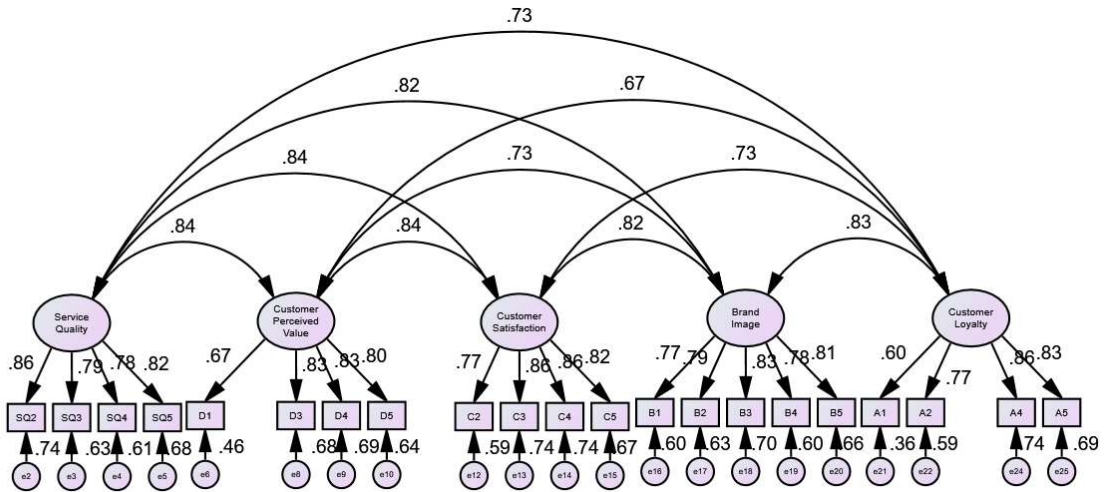 .73
.82
.67
.84
.73
.73
.84
.84
.82
.83
Service
Quality
Customer
Perceived
Value
Customer
Satisfaction
Brand
Image
Customer
Loyalty
.86 .79 .78 .82 .67 .83 .83 .80 .77 .86 .86 .82 .77 .79 .83 .78 .81 .60 .77 .86 .83
SQ2 SQ3 SQ4 SQ5 D1 D3 D4 D5 C2 C3 C4 C5 B1 B2 B3 B4 B5 A1 A2 A4 A5
.74 .63 .61 .68 .46 .68 .69 .64 .59 .74 .74 .67 .60 .63 .70 .60 .66 .36 .59 .74 .69
e2 e3 e4 e5 e6 e8 e9 e10 e12 e13 e14 e15 e16 e17 e18 e19 e20 e21 e22 e24 e25